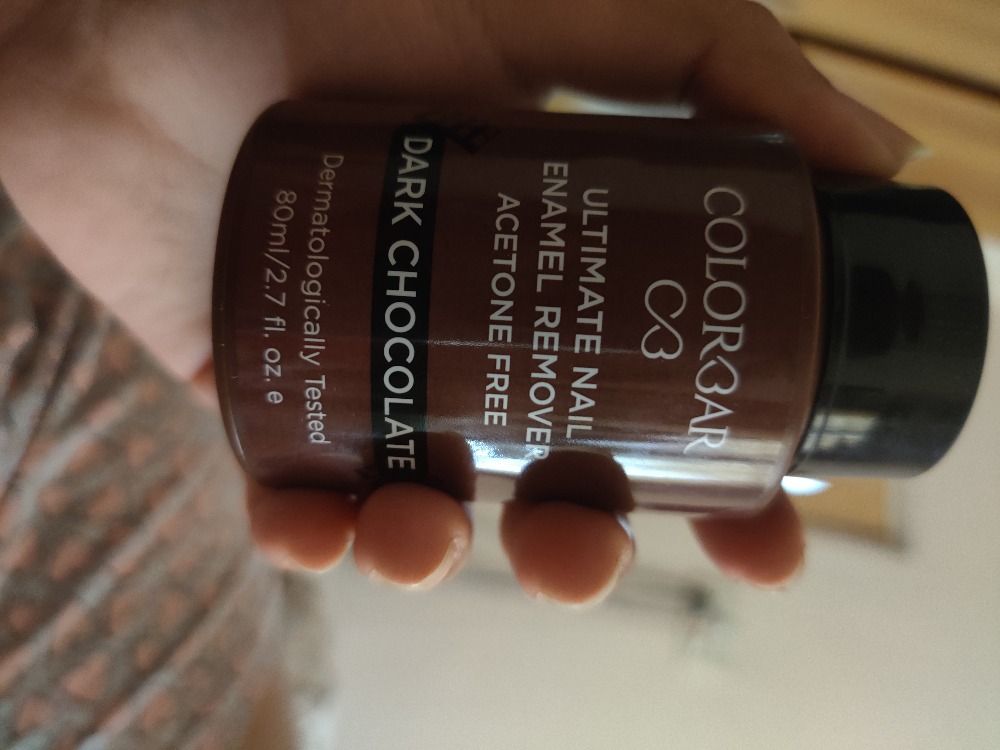 COLORBAR
ULTIMATE NAIL
ENAMEL REMOVER
ACETONE FREE
DARK CHOCOLATE
Dermatologically Tested
80ml/2.7 fl. oz. e